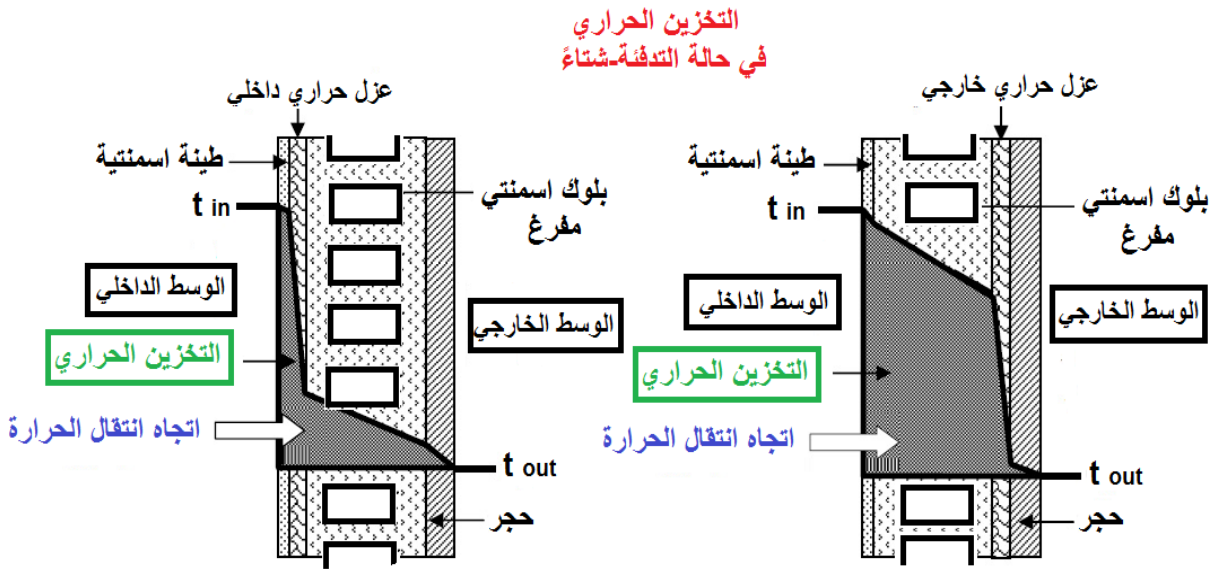 التخزين الحراري
في حالة التدفئة-شتاءً
عزل حراري خارجي
طينة اسمنتية
t in
بلوك اسمنتي
مفرغ
الوسط الداخلي
الوسط الخارجي
التخزين الحراري
اتجاه انتقال الحرارة
t out
حجر
عزل حراري داخلي
طينة اسمنتية
t in
بلوك اسمنتي
مفرغ
الوسط الداخلي
الوسط الخارجي
التخزين الحراري
اتجاه انتقال الحرارة
t out
حجر